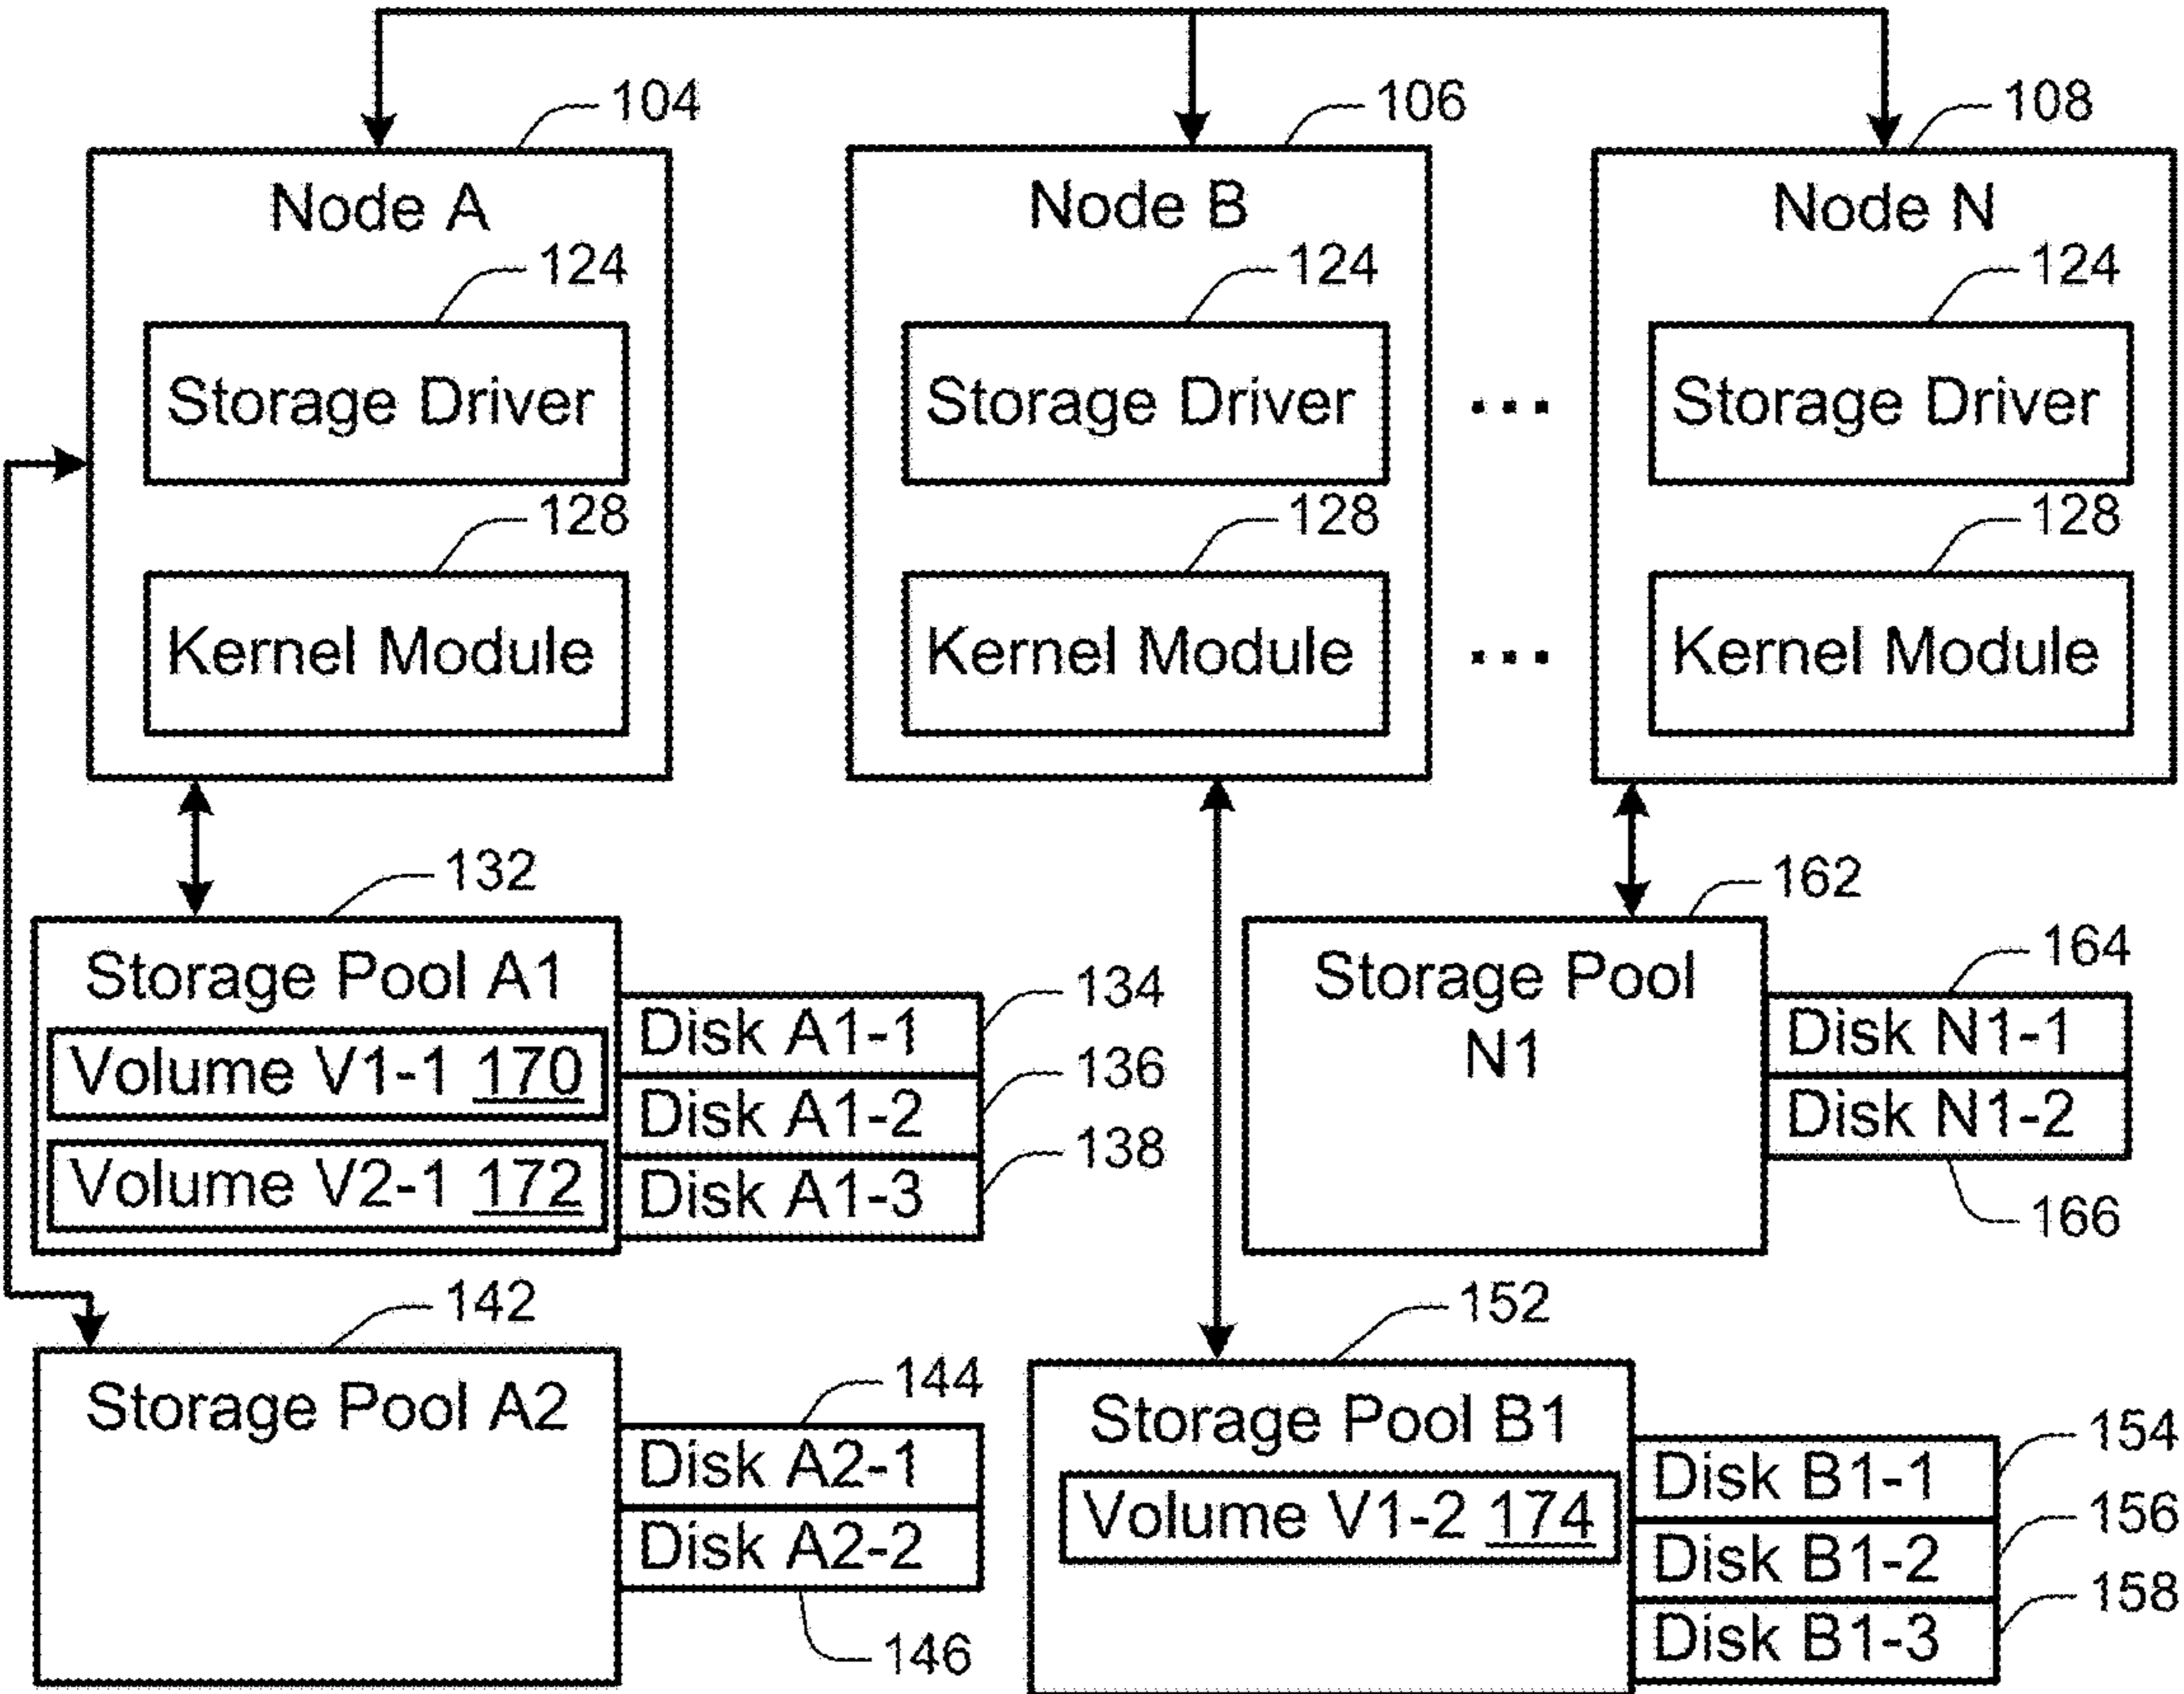 104
106
108
Node A
Node B
Node N
124
124
124
Storage Driver
Storage Driver
...
Storage Driver
128
128
128
Kernel Module
Kernel Module
...
Kernel Module
132
162
Storage Pool A1
Volume V1-1 170
Volume V2-1 172
Disk A1-1
Disk A1-2
Disk A1-3
134
136
138
Storage Pool
N1
Disk N1-1
Disk N1-2
164
166
142
Storage Pool A2
144
Disk A2-1
Disk A2-2
146
152
Storage Pool B1
Volume V1-2 174
Disk B1-1
Disk B1-2
Disk B1-3
154
156
158